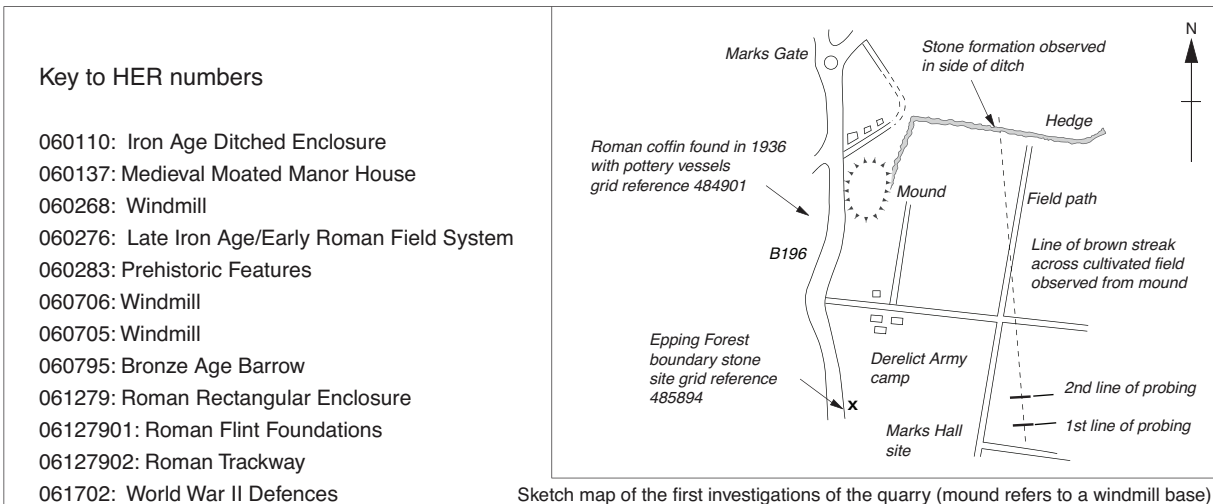 Key to HER numbers
060110: Iron Age Ditched Enclosure
060137: Medieval Moated Manor House
060268: Windmill
060276: Late Iron Age/Early Roman Field System
060283: Prehistoric Features
060706: Windmill
060705: Windmill
060795: Bronze Age Barrow
061279: Roman Rectangular Enclosure
06127901: Roman Flint Foundations
06127902: Roman Trackway
061702: World War II Defences
N
Marks Gate
Stone formation observed
in side of ditch
Hedge
Roman coffin found in 1936
with pottery vessels
grid reference 484901
Mound
Field path
B196
Line of brown streak
across cultivated field
observed from mound
Epping Forest
boundary stone
site grid reference
485894
x
Derelict Army
camp
2nd line of probing
1st line of probing
Marks Hall
site
Sketch map of the first investigations of the quarry (mound refers to a windmill base)